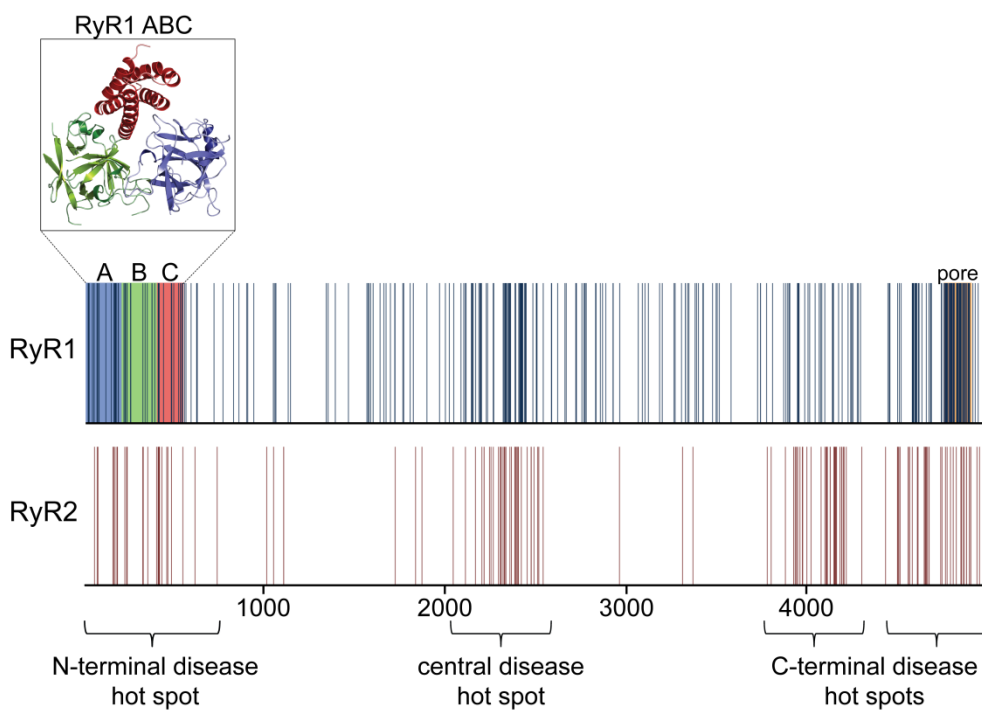 RyR1 ABC
A B C
pore
RyR1
RyR2
1000 2000 3000 4000
N-terminal disease
hot spot
central disease
hot spot
C-terminal disease
hot spots